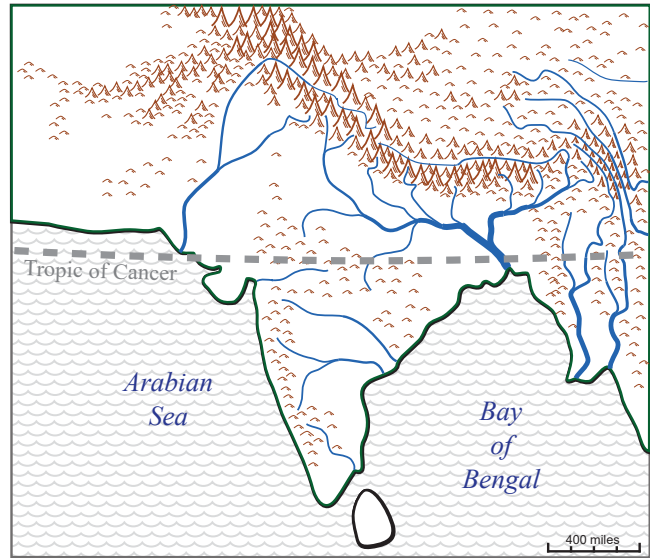 Tropic of Cancer
Arabian
Sea
Bay
of
Bengal
400 miles